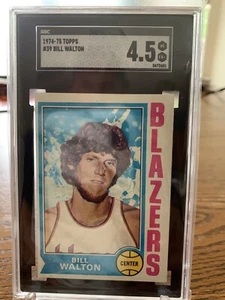 SGC
1974-75 TOPPS
#39 BILL WALTON
4.5
BLAZERS
BILL
WALTON
CENTER